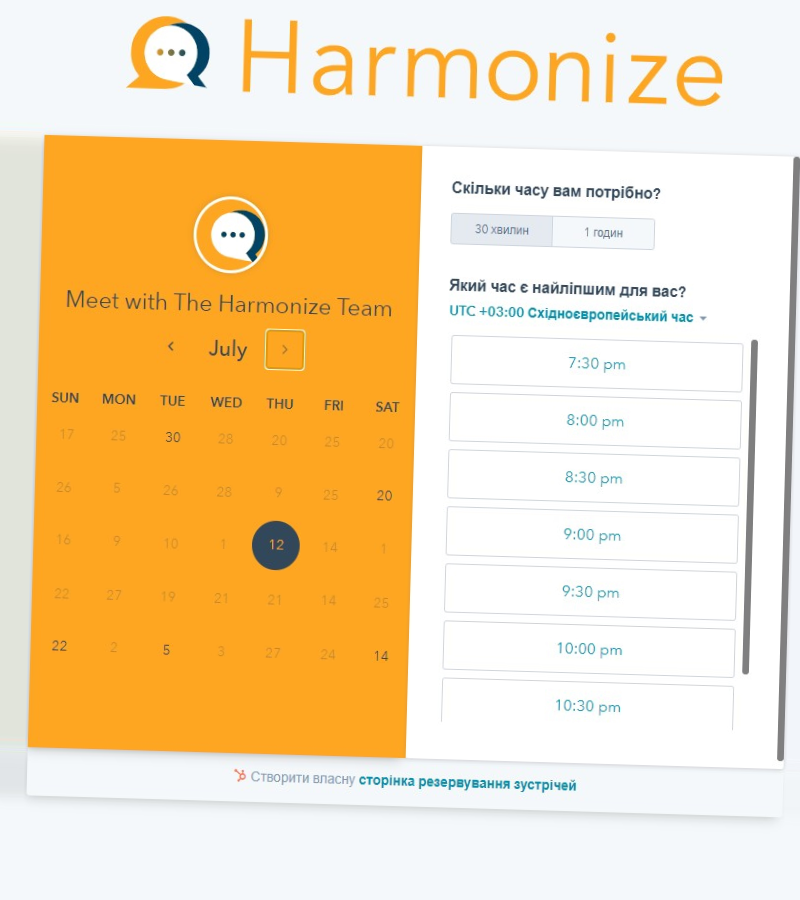 Harmonize
Meet with The Harmonize Team
July
SUN MON TUE WED THU FRI SAT
17 25 30 28 20 25 20
26 5 26 28 9 25 20
16 9 10 1 12 14 1
22 27 19 21 21 14 25
22 2 5 3 27 24 14
Скільки часу вам потрібно?
30 хвилин 1 годин
Який час є найліпшим для вас?
UTC +03:00 Східноєвропейський час
7:30 pm
8:00 pm
8:30 pm
9:00 pm
9:30 pm
10:00 pm
10:30 pm
Створити власну сторінка резервування зустрічей